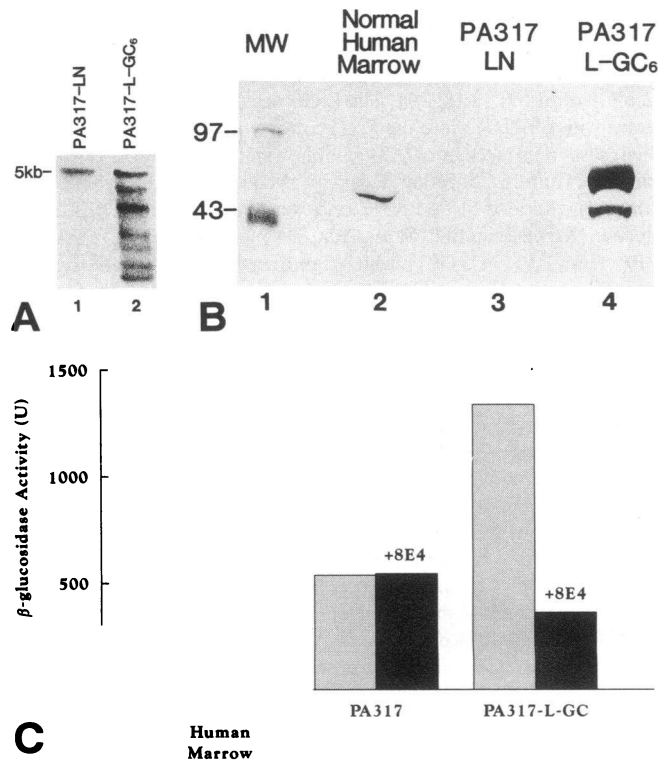 PA317-LN
PA317-L-GC₆
5kb-
1
2
A
MW
Normal
Human
Marrow
PA317
LN
PA317
L-GC₆
97-
43-
1
2
3
4
B
1500
1000
500
β-glucosidase Activity (U)
+8E4
+8E4
PA317
PA317-L-GC
Human
Marrow
C